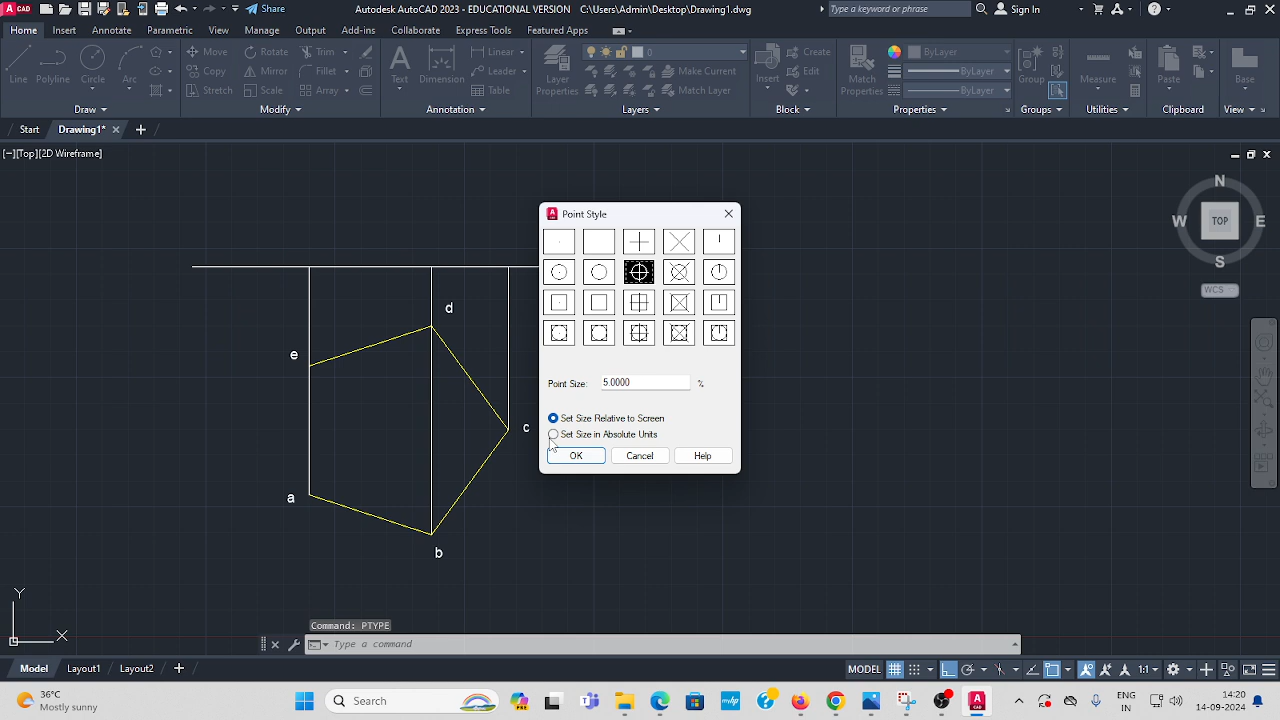 CAD Share Autodesk AutoCAD 2023 - EDUCATIONAL VERSION C:\Users\Admin\Desktop\Drawing1.dwg Type a keyword or phrase Sign In
Home Insert Annotate Parametric View Manage Output Add-ins Collaborate Express Tools Featured Apps
Line Polyline Circle Arc Move Rotate Trim Text Dimension Linear Layer Properties 0 Insert Create Match Properties ByLayer Group Measure Paste Base
Copy Mirror Fillet Leader Make Current Edit ByLayer
Stretch Scale Array Table Match Layer ByLayer
Draw Modify Annotation Layers Block Properties Groups Utilities Clipboard View
Start Drawing1* +
[−][Top][2D Wireframe]
N
W TOP E
S
WCS
Point Style
Point Size: 5.0000 %
Set Size Relative to Screen
Set Size in Absolute Units
OK Cancel Help
d
e
c
a
b
Y
X
Command: PTYPE
Type a command
Model Layout1 Layout2 + MODEL 1:1
36°C
Mostly sunny
Search
ENG
IN
14:20
14-09-2024